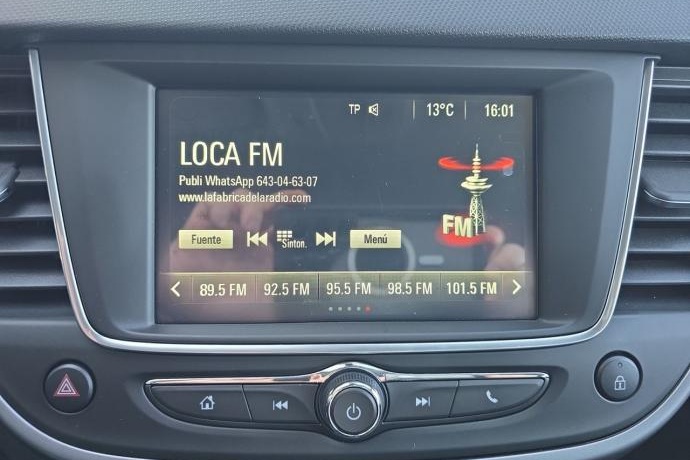 TP 13°C 16:01
LOCA FM
Publi WhatsApp 643-04-63-07
www.lafabricadelaradio.com
FM
Fuente Sinton. Menú
89.5 FM 92.5 FM 95.5 FM 98.5 FM 101.5 FM